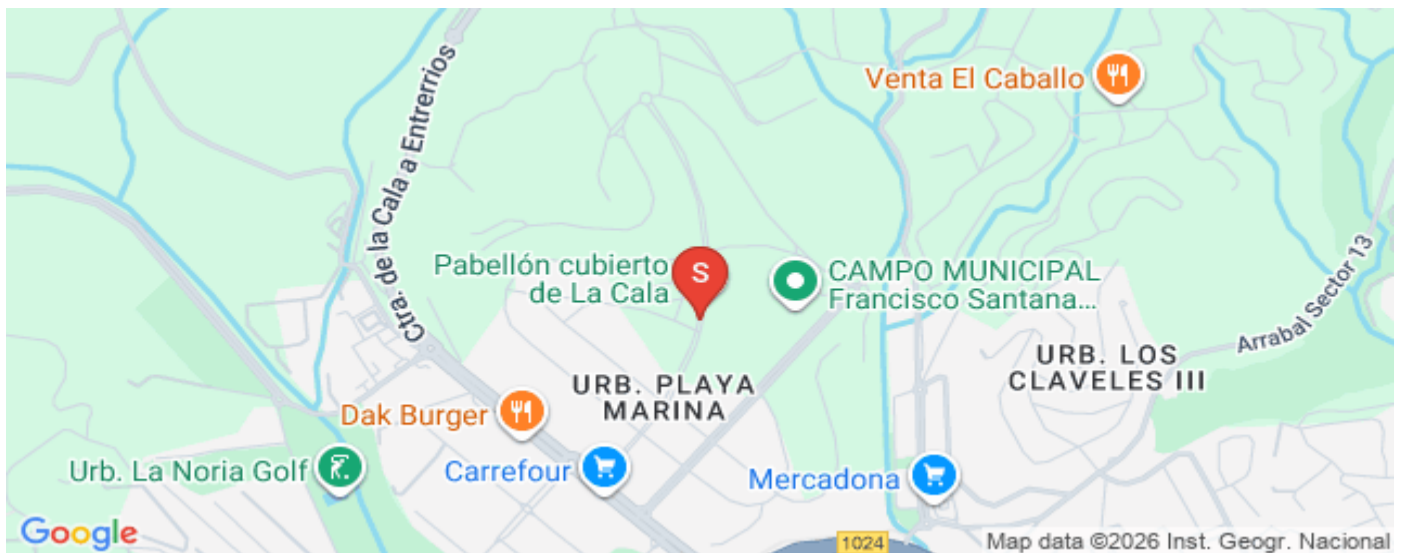 Venta El Caballo
Ctra. de la Cala a Entrerrios
Pabellón cubierto
de La Cala
S
CAMPO MUNICIPAL
Francisco Santana...
Arrabal Sector 13
URB. LOS
CLAVELES III
URB. PLAYA
MARINA
Dak Burger
Urb. La Noria Golf
Carrefour
Mercadona
Google
1024
Map data ©2026 Inst. Geogr. Nacional